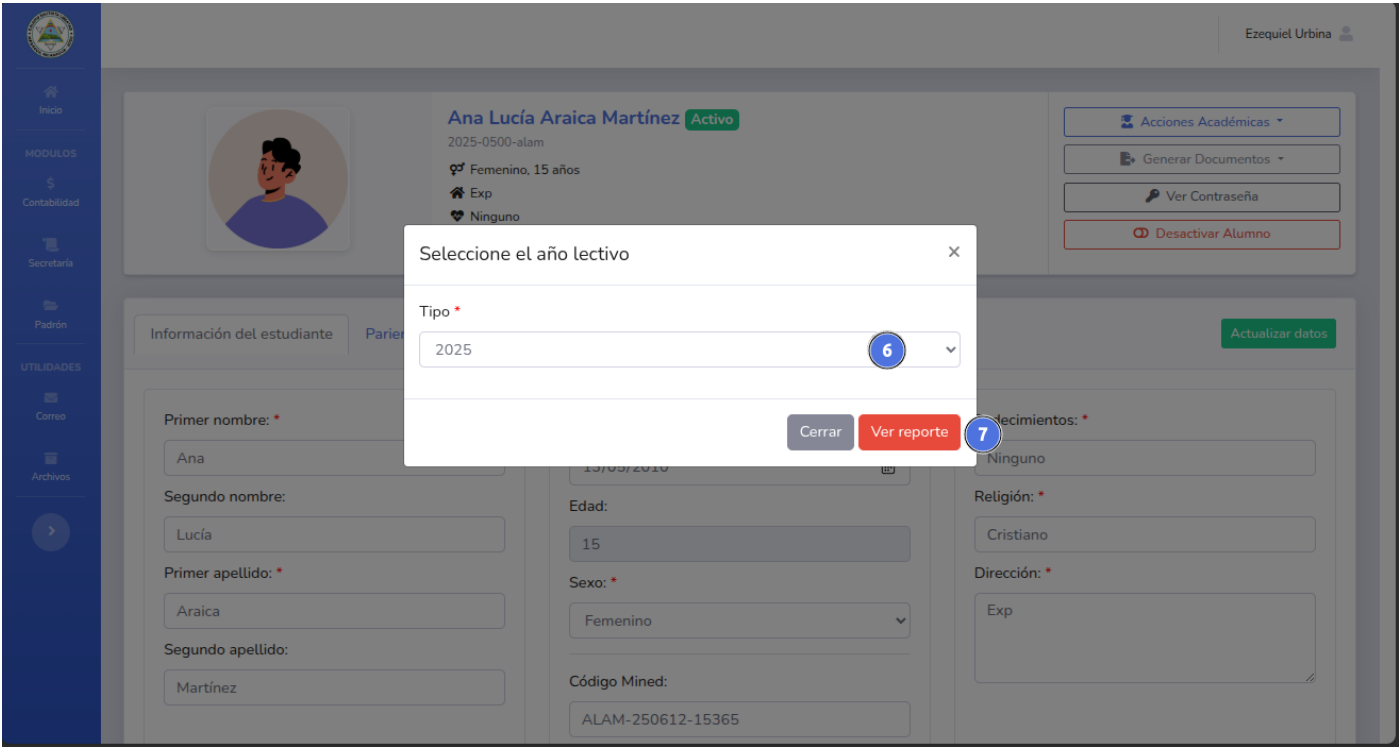 Ezequiel Urbina
Inicio
MODULOS
Contabilidad
Secretaría
Padrón
UTILIDADES
Correo
Archivos
Ana Lucía Araica Martínez Activo
2025-0500-alam
Femenino, 15 años
Exp
Ninguno
Acciones Académicas
Generar Documentos
Ver Contraseña
Desactivar Alumno
Seleccione el año lectivo ×
Tipo *
2025
6
Cerrar
Ver reporte
7
Información del estudiante
Actualizar datos
Primer nombre: *
Ana
Segundo nombre:
Lucía
Primer apellido: *
Araica
Segundo apellido:
Martínez
Edad:
15
Sexo: *
Femenino
Código Mined:
ALAM-250612-15365
Ninguno
Religión: *
Cristiano
Dirección: *
Exp